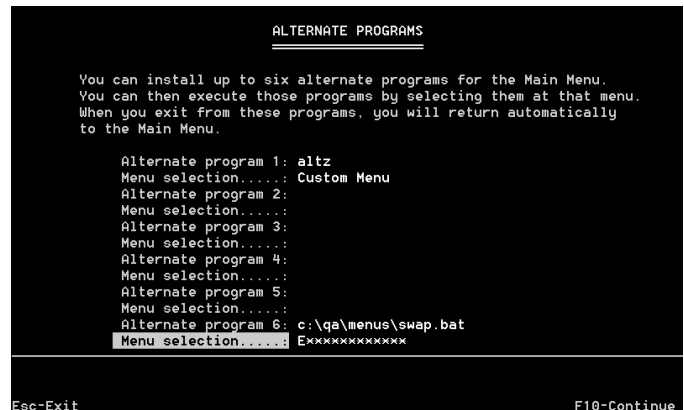 ALTERNATE PROGRAMS
You can install up to six alternate programs for the Main Menu.
You can then execute those programs by selecting them at that menu.
When you exit from these programs, you will return automatically
to the Main Menu.
Alternate program 1: altz
Menu selection.....: Custom Menu
Alternate program 2:
Menu selection.....:
Alternate program 3:
Menu selection.....:
Alternate program 4:
Menu selection.....:
Alternate program 5:
Menu selection.....:
Alternate program 6: c:\qa\menus\swap.bat
Menu selection.....: E××××××××××××
Esc-Exit F10-Continue